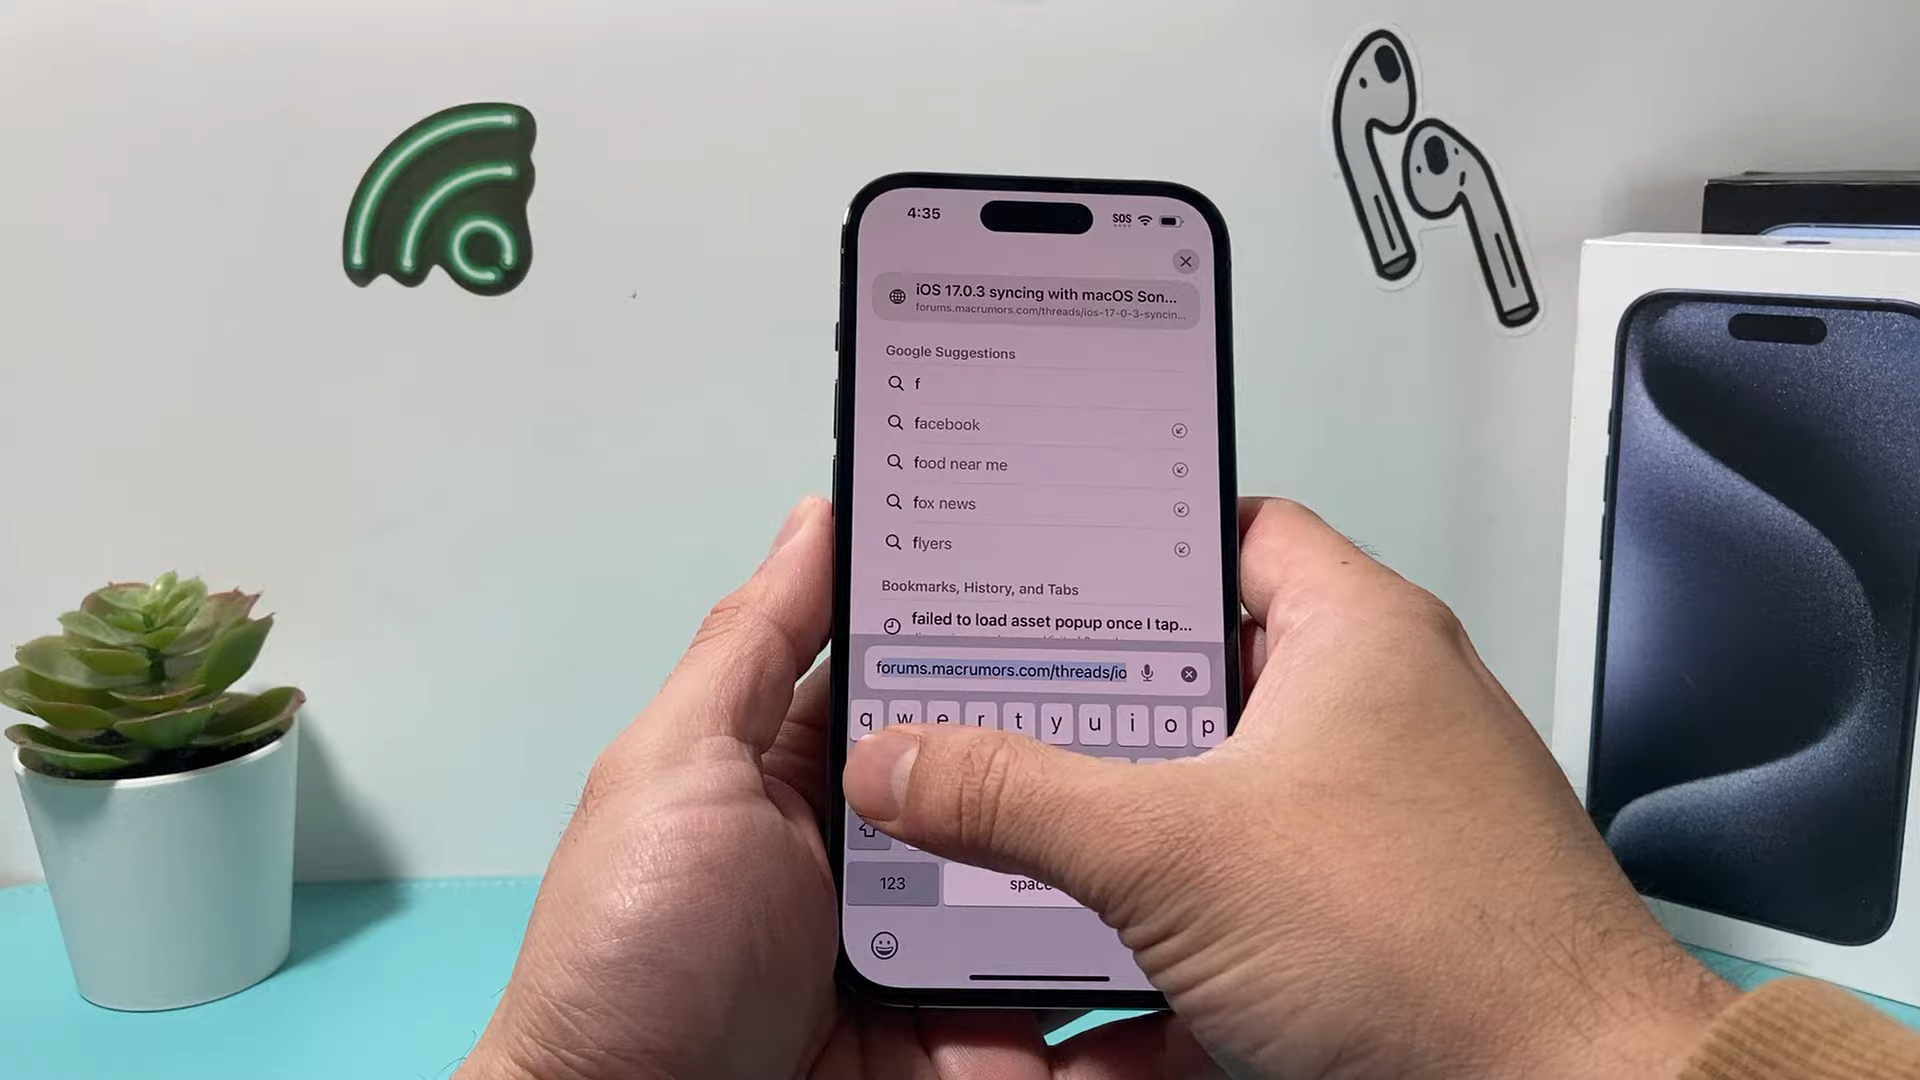 4:35
SOS
iOS 17.0.3 syncing with macOS Son...
forums.macrumors.com/threads/ios-17-0-3-syncin...
Google Suggestions
f
facebook
food near me
fox news
flyers
Bookmarks, History, and Tabs
failed to load asset popup once I tap...
forums.macrumors.com/threads/io
q w e r t y u i o p
123
space